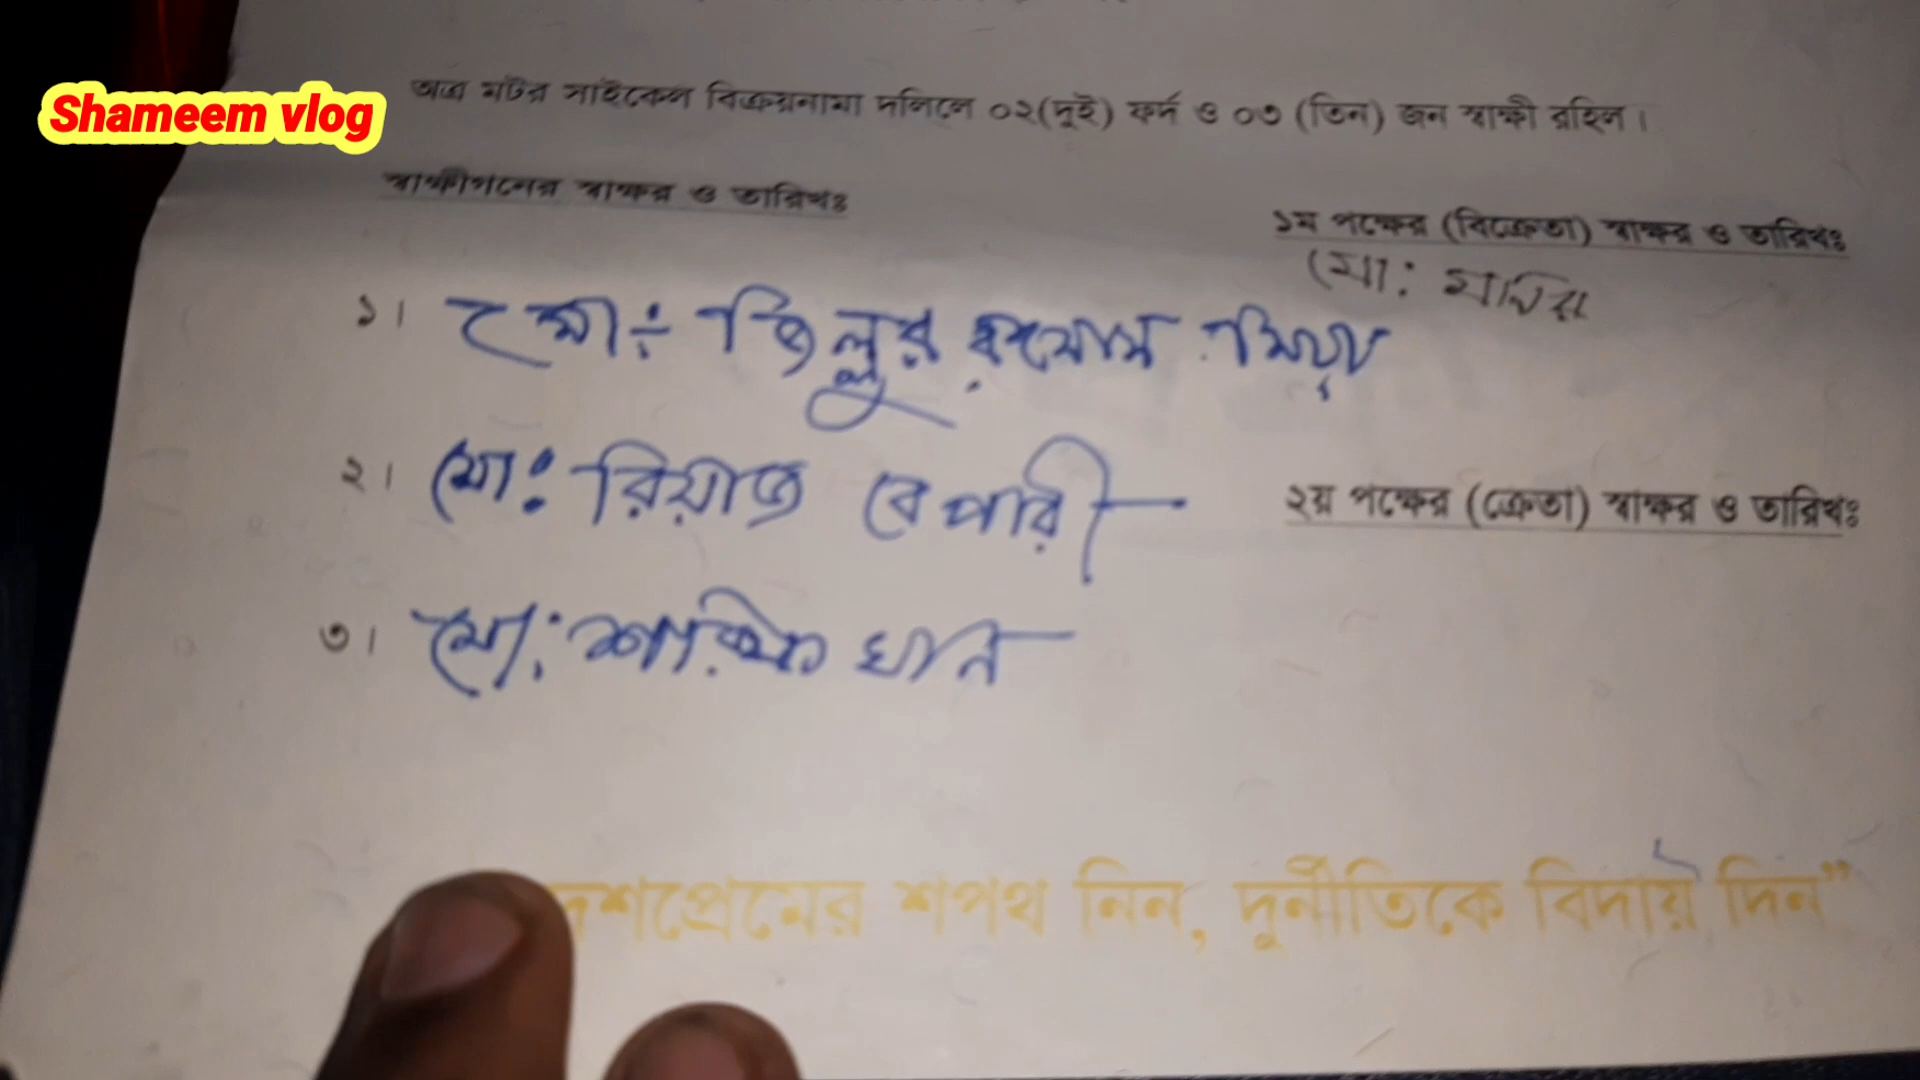 Shameem vlog
অত্র মটর সাইকেল বিক্রয়নামা দলিলে ০২(দুই) ফর্দ ও ০৩ (তিন) জন স্বাক্ষী রহিল।
স্বাক্ষীগনের স্বাক্ষর ও তারিখঃ
১ম পক্ষের (বিক্রেতা) স্বাক্ষর ও তারিখঃ
মো:
১। মো: জিলুর
২। মো: রিয়াজ বেপারী
২য় পক্ষের (ক্রেতা) স্বাক্ষর ও তারিখঃ
৩। মো: খান
দেশপ্রেমের শপথ নিন, দুর্নীতিকে বিদায় দিন”